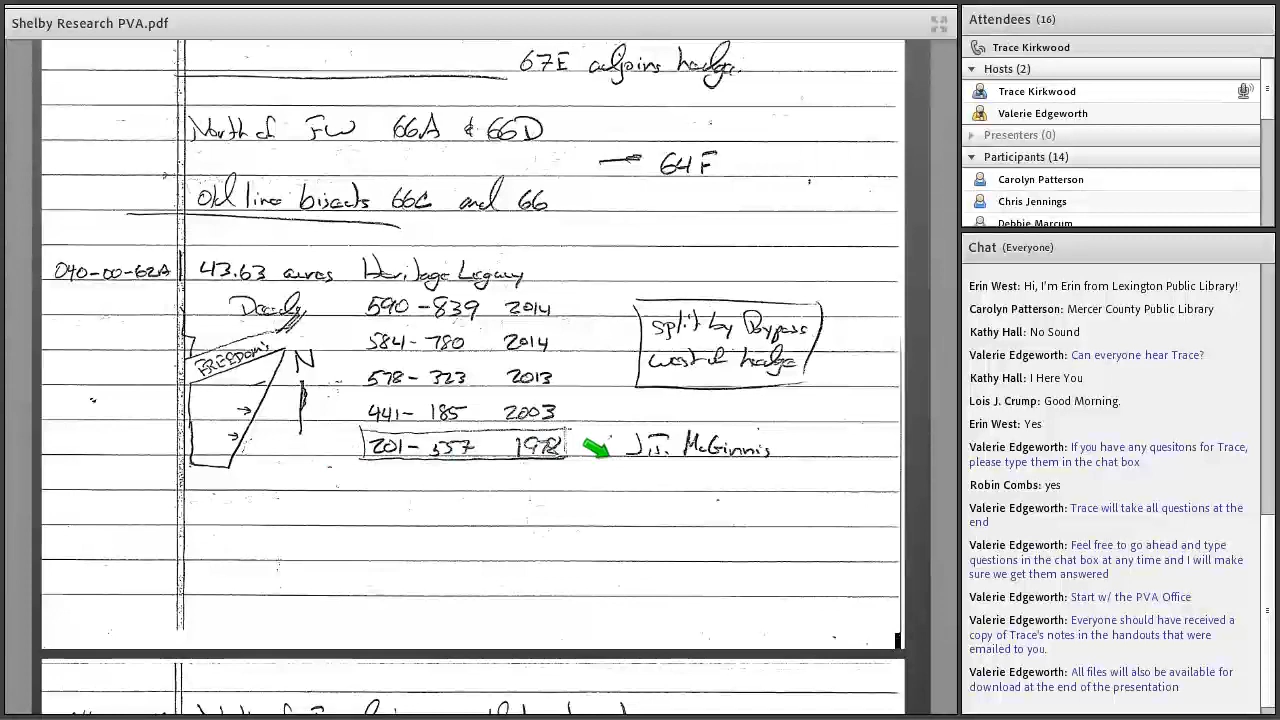 Shelby Research PVA.pdf
67E adjoins hedge.
North of FW 66A & 66D
— 64F
Old line bisects 66C and 66
040-00-62A 43.63 acres Heritage Legacy
Deeds 590-839 2014
584-780 2014
578-323 2013
441-185 2003
201-357 1978 J.T. McGinnis
Split by Bypass
west of hedge
FREEDOMS
N
Attendees (16)
Trace Kirkwood
Hosts (2)
Trace Kirkwood
Valerie Edgeworth
Presenters (0)
Participants (14)
Carolyn Patterson
Chris Jennings
Debbie Marcum
Chat (Everyone)
Erin West: Hi, I'm Erin from Lexington Public Library!
Carolyn Patterson: Mercer County Public Library
Kathy Hall: No Sound
Valerie Edgeworth: Can everyone hear Trace?
Kathy Hall: I Here You
Lois J. Crump: Good Morning.
Erin West: Yes
Valerie Edgeworth: If you have any quesitons for Trace,
please type them in the chat box
Robin Combs: yes
Valerie Edgeworth: Trace will take all questions at the
end
Valerie Edgeworth: Feel free to go ahead and type
questions in the chat box at any time and I will make
sure we get them answered
Valerie Edgeworth: Start w/ the PVA Office
Valerie Edgeworth: Everyone should have received a
copy of Trace's notes in the handouts that were
emailed to you.
Valerie Edgeworth: All files will also be available for
download at the end of the presentation